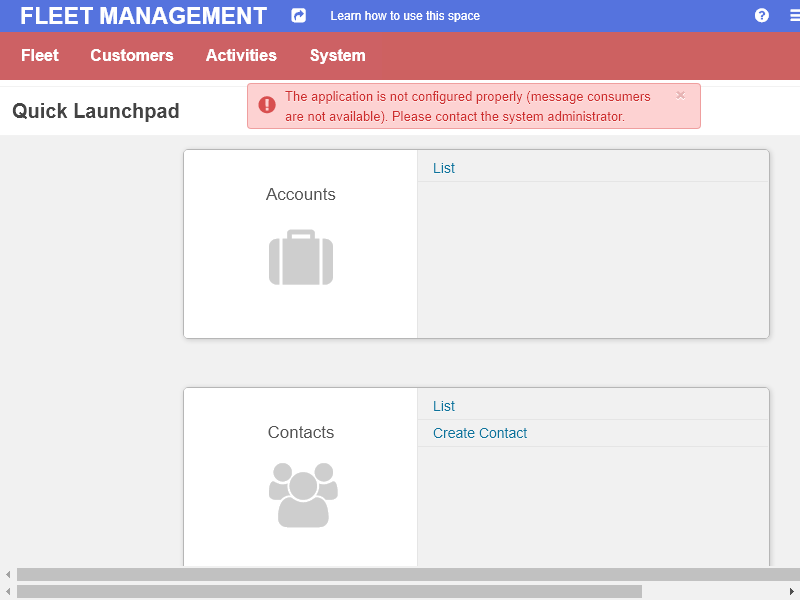 FLEET MANAGEMENT
Learn how to use this space
Fleet
Customers
Activities
System
Quick Launchpad
The application is not configured properly (message consumers
are not available). Please contact the system administrator.
×
Accounts
List
Contacts
List
Create Contact